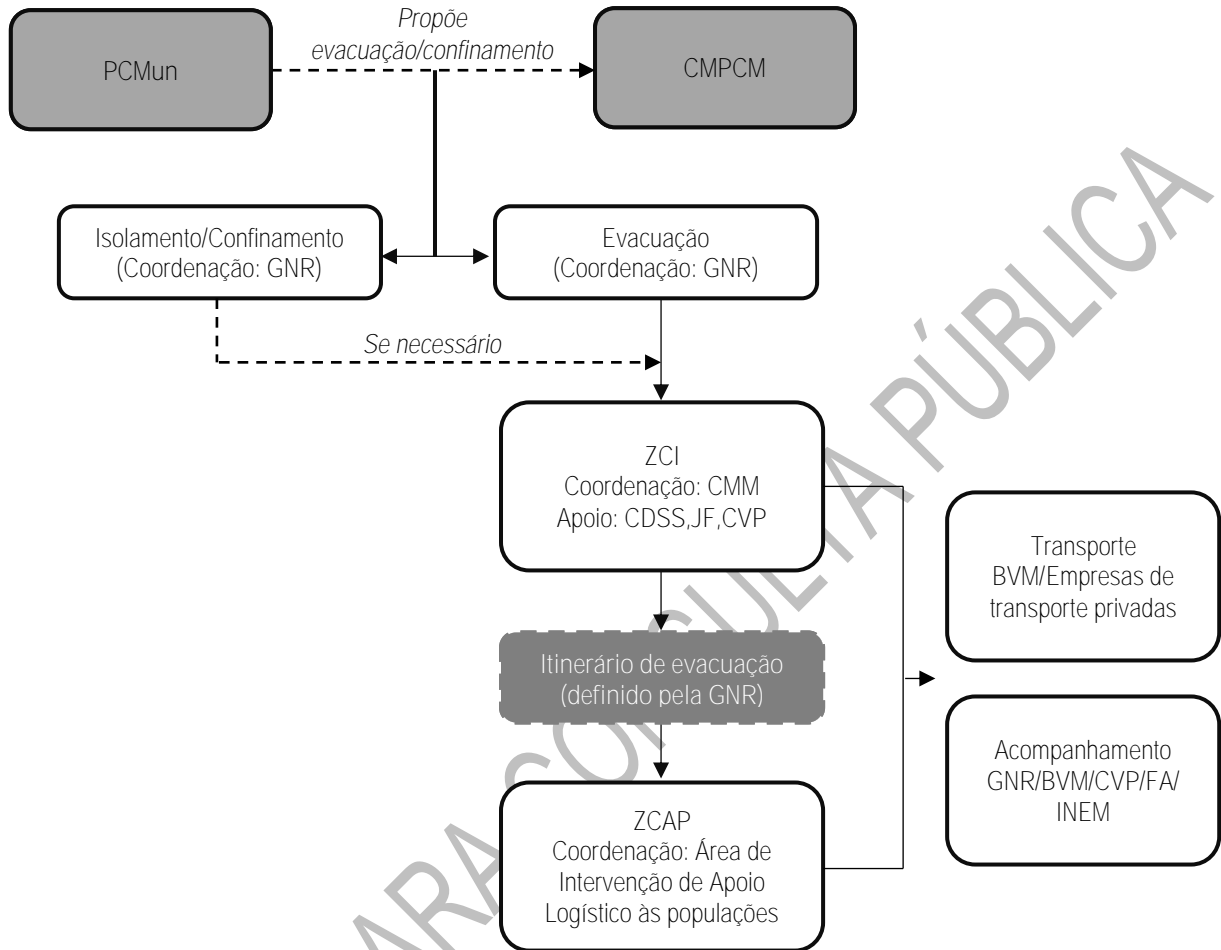 Propõe
evacuação/confinamento
PCMun
CMPCM
Isolamento/Confinamento
(Coordenação: GNR)
Evacuação
(Coordenação: GNR)
Se necessário
ZCI
Coordenação: CMM
Apoio: CDSS,JF,CVP
Transporte
BVM/Empresas de
transporte privadas
Itinerário de evacuação
(definido pela GNR)
Acompanhamento
GNR/BVM/CVP/FA/
INEM
ZCAP
Coordenação: Área de
Intervenção de Apoio
Logístico às populações
ARA CONSULTA PÚBLICA